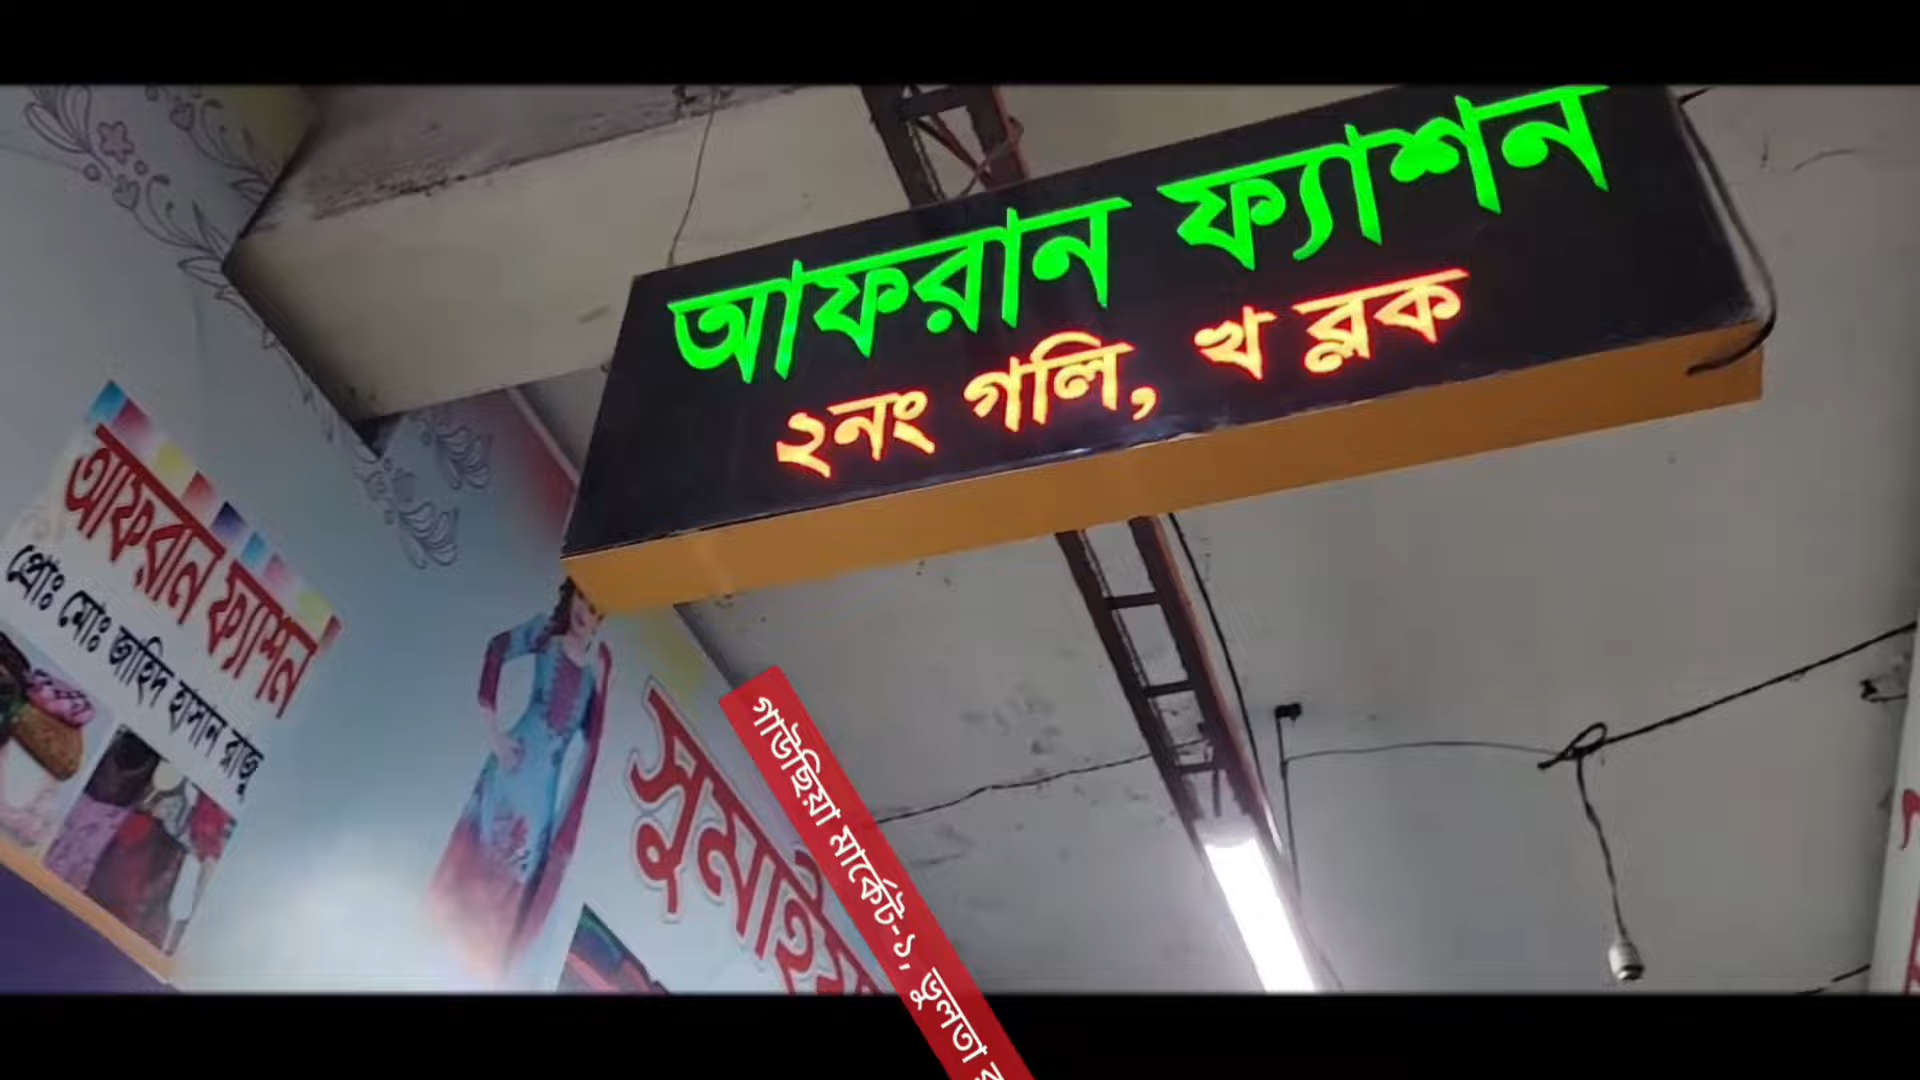 আফরান ফ্যাশন
২নং গলি, খ ব্লক
আফরান ফ্যাশন
প্রোঃ মোঃ জাহিদ হাসান রাজু
গাউছিয়া মার্কেট-১, ভুলতা